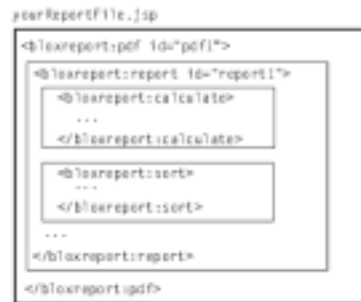 yourReportFile.jsp
<bloxreport:pdf id="pdf1">
<bloxreport:report id="report1">
<bloxreport:calculate>
...
</bloxreport:calculate>
<bloxreport:sort>
...
</bloxreport:sort>
...
</bloxreport:report>
</bloxreport:pdf>